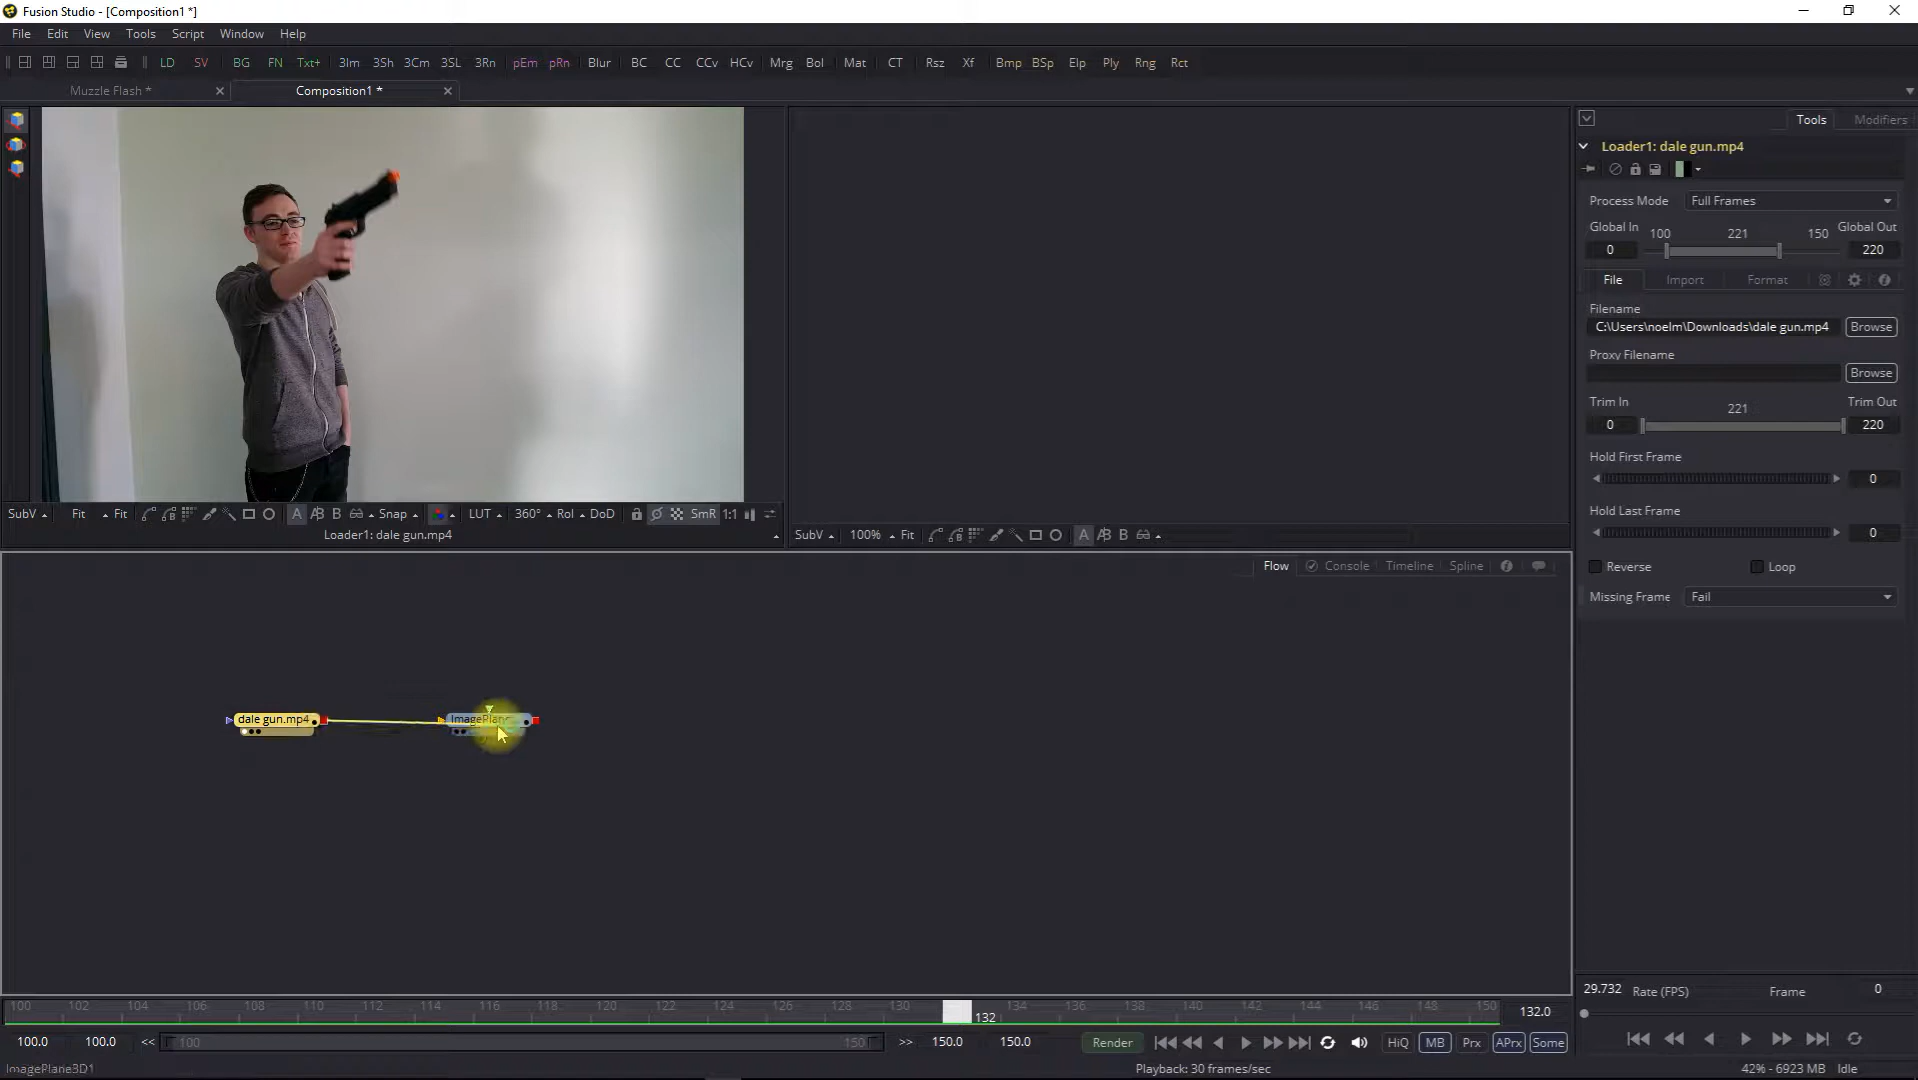 Fusion Studio - [Composition1 *]
File Edit View Tools Script Window Help
LD SV BG FN Txt+ 3Im 3Sh 3Cm 3SL 3Rn pEm pRn Blur BC CC CCv HCv Mrg Bol Mat CT Rsz Xf Bmp BSp Elp Ply Rng Rct
Muzzle Flash * Composition1 *
Tools Modifiers
Loader1: dale gun.mp4
Process Mode Full Frames
Global In 100 221 150 Global Out
0 220
File Import Format
Filename
C:\Users\noelm\Downloads\dale gun.mp4 Browse
Proxy Filename
Browse
Trim In 221 Trim Out
0 220
Hold First Frame
0
Hold Last Frame
0
Reverse Loop
Missing Frame Fail
SubV Fit Fit A B Snap LUT 360° Rol DoD SmR 1:1
Loader1: dale gun.mp4
SubV 100% Fit A B
Flow Console Timeline Spline
dale gun.mp4 ImagePlane
100 102 104 106 108 110 112 114 116 118 120 122 124 126 128 130 132 134 136 138 140 142 144 146 148 150 132.0
100.0 100.0 << 100 150 >> 150.0 150.0 Render HiQ MB Prx APrx Some
29.732 Rate (FPS) Frame 0
ImagePlane3D1 Playback: 30 frames/sec 42% - 6923 MB Idle